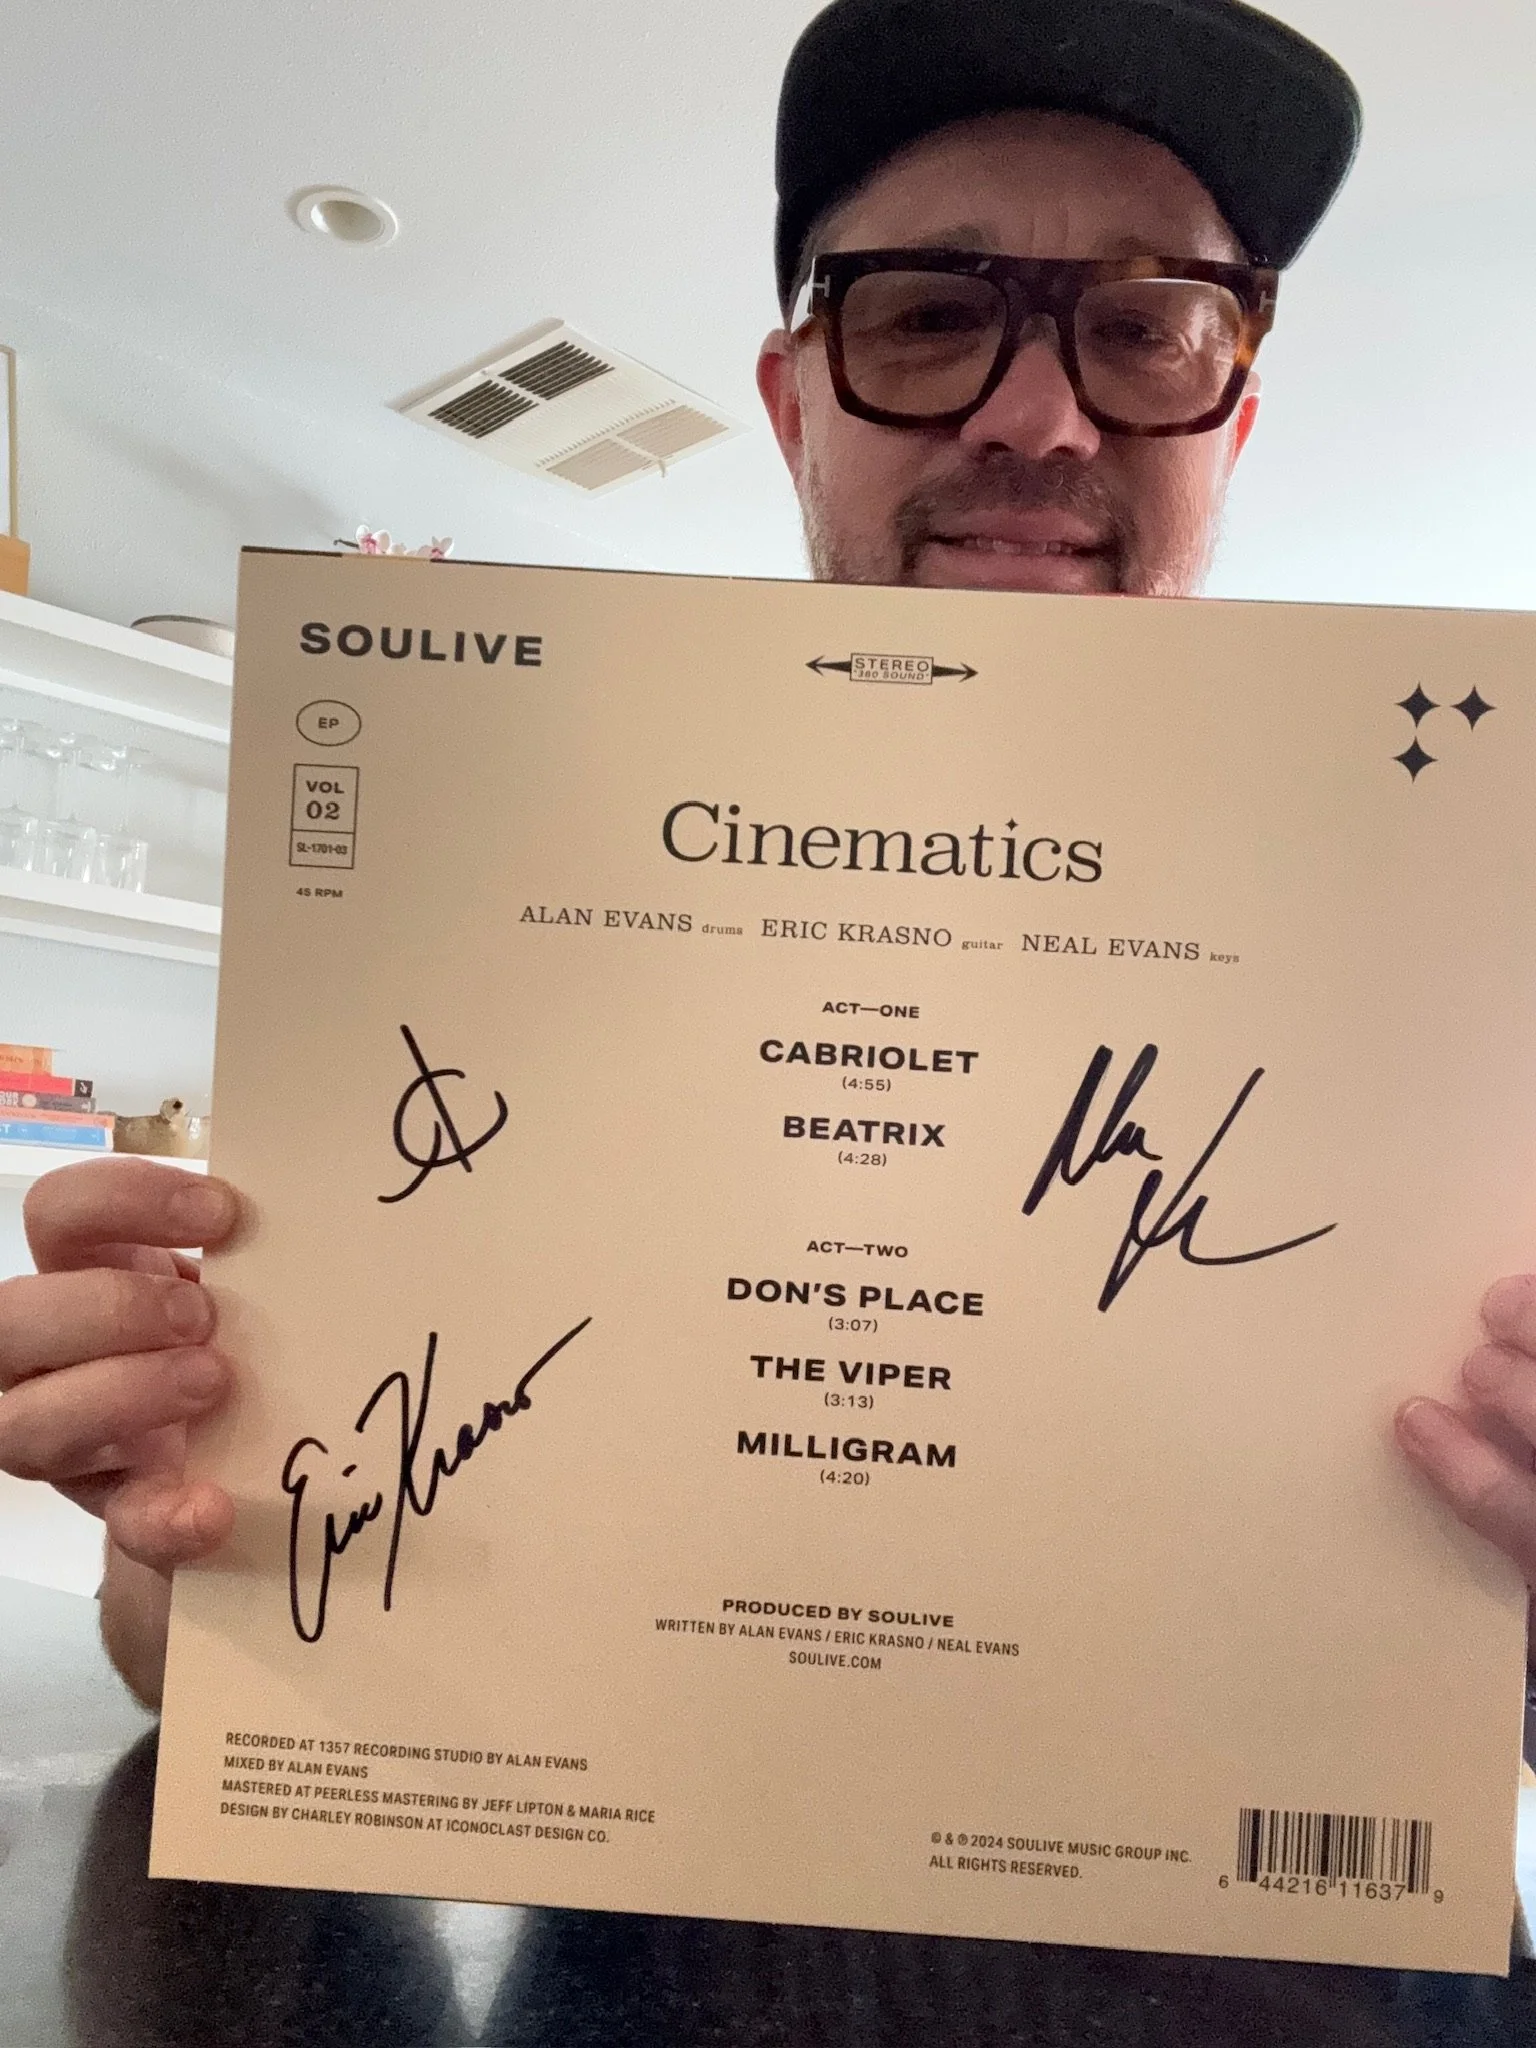 SOULIVE
STEREO
"360 SOUND"
EP
VOL
02
SL-1701-03
45 RPM
Cinematics
ALAN EVANS drums ERIC KRASNO guitar NEAL EVANS keys
ACT—ONE
CABRIOLET
(4:55)
BEATRIX
(4:28)
ACT—TWO
DON'S PLACE
(3:07)
THE VIPER
(3:13)
MILLIGRAM
(4:20)
Eric Krasno
PRODUCED BY SOULIVE
WRITTEN BY ALAN EVANS / ERIC KRASNO / NEAL EVANS
SOULIVE.COM
RECORDED AT 1357 RECORDING STUDIO BY ALAN EVANS
MIXED BY ALAN EVANS
MASTERED AT PEERLESS MASTERING BY JEFF LIPTON & MARIA RICE
DESIGN BY CHARLEY ROBINSON AT ICONOCLAST DESIGN CO.
© & ℗ 2024 SOULIVE MUSIC GROUP INC.
ALL RIGHTS RESERVED.
6 44216 11637 9